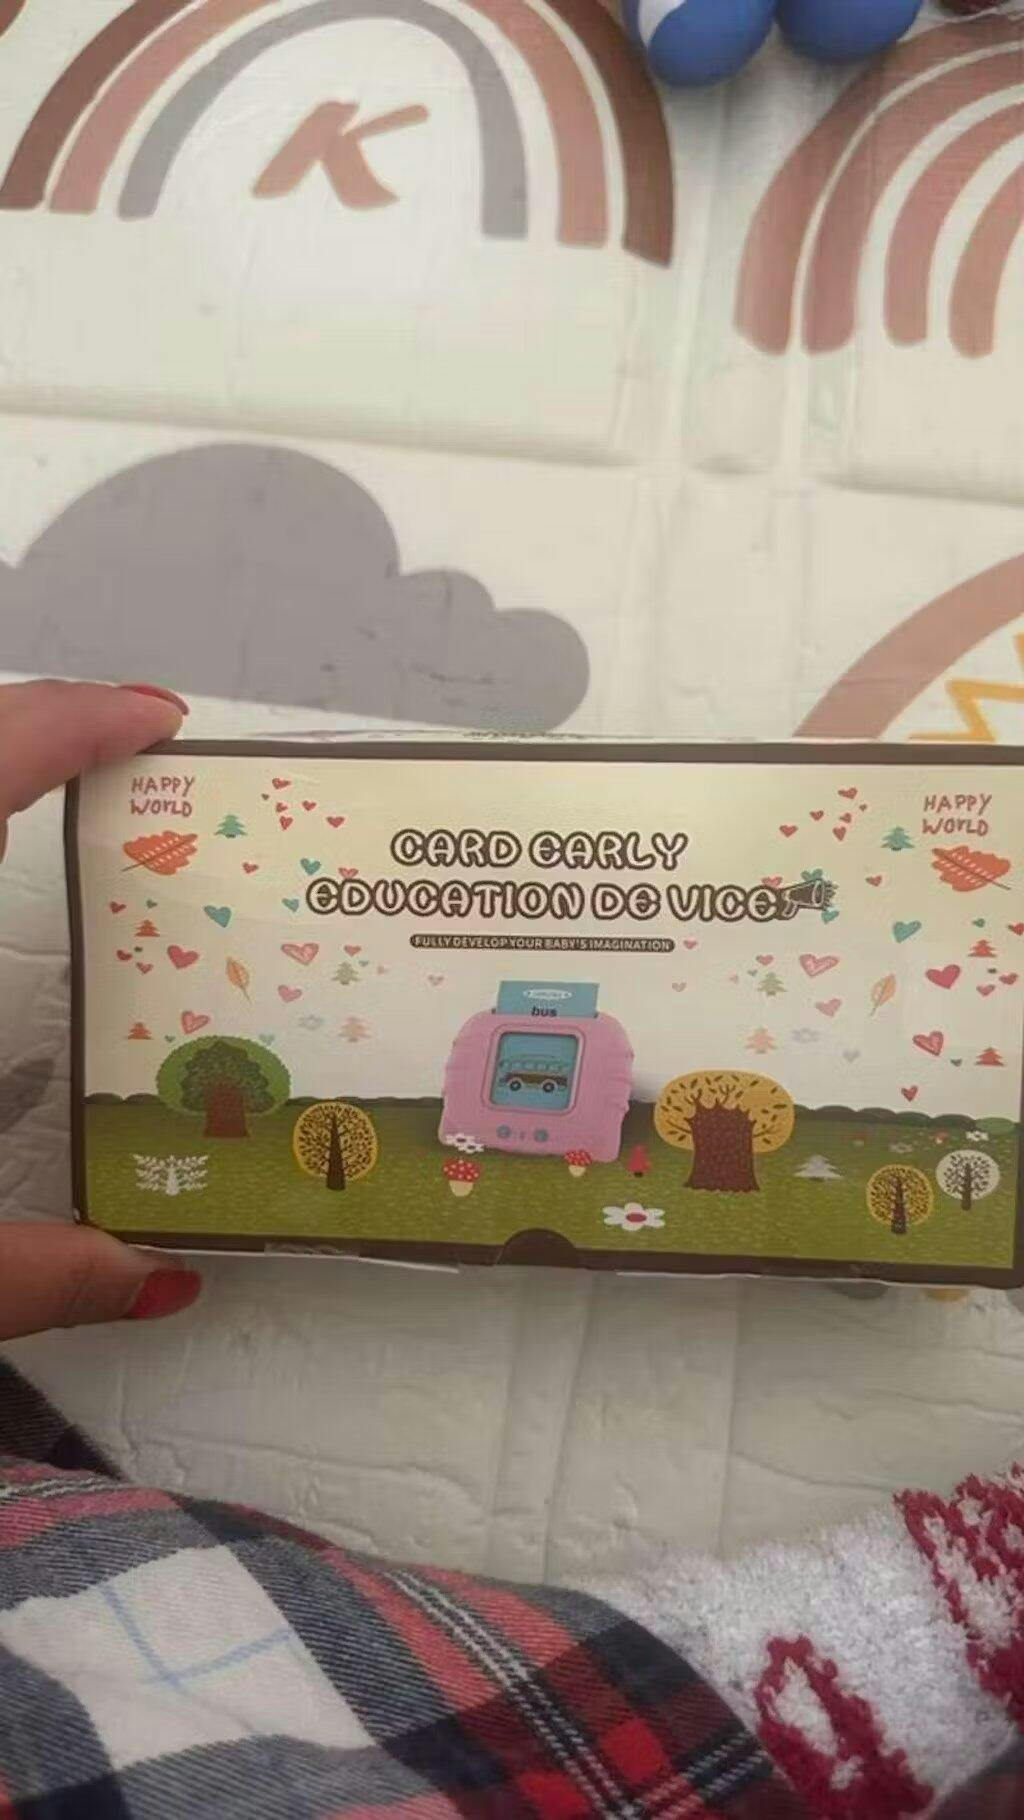 K
HAPPY
WORLD
HAPPY
WORLD
CARD EARLY
EDUCATION DE VICE
FULLY DEVELOP YOUR BABY'S IMAGINATION
bus